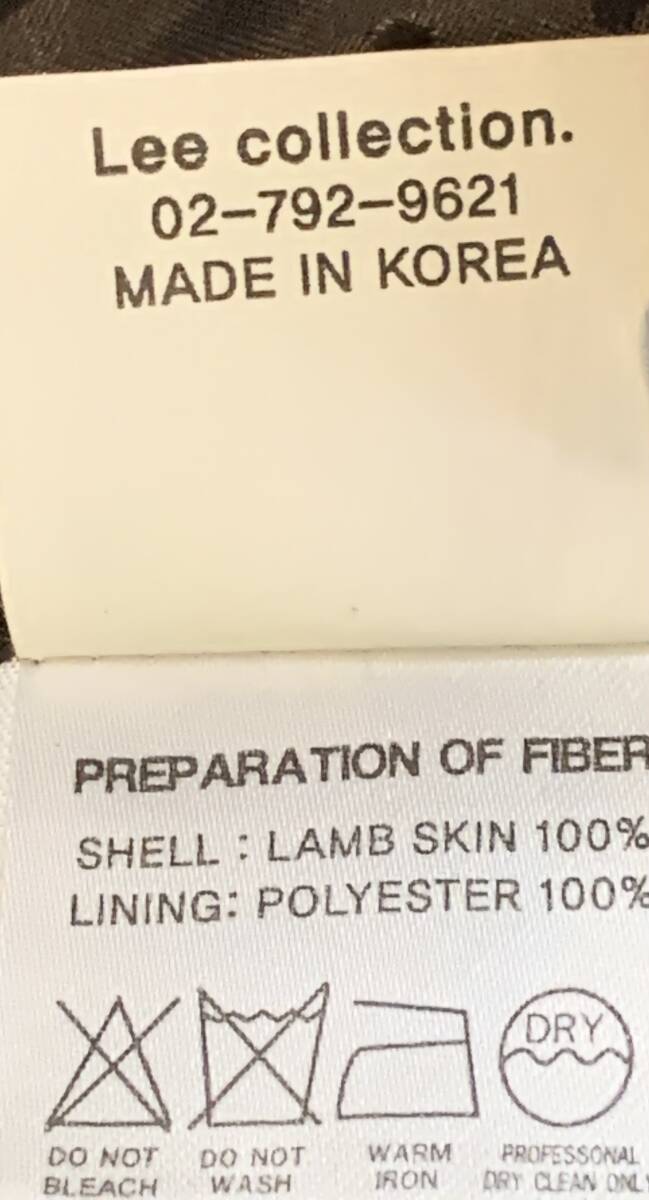 Lee collection.
02-792-9621
MADE IN KOREA
PREPARATION OF FIBER
SHELL : LAMB SKIN 100%
LINING: POLYESTER 100%
DRY
DO NOT BLEACH
DO NOT WASH
WARM IRON
PROFESSONAL DRY CLEAN ONLY